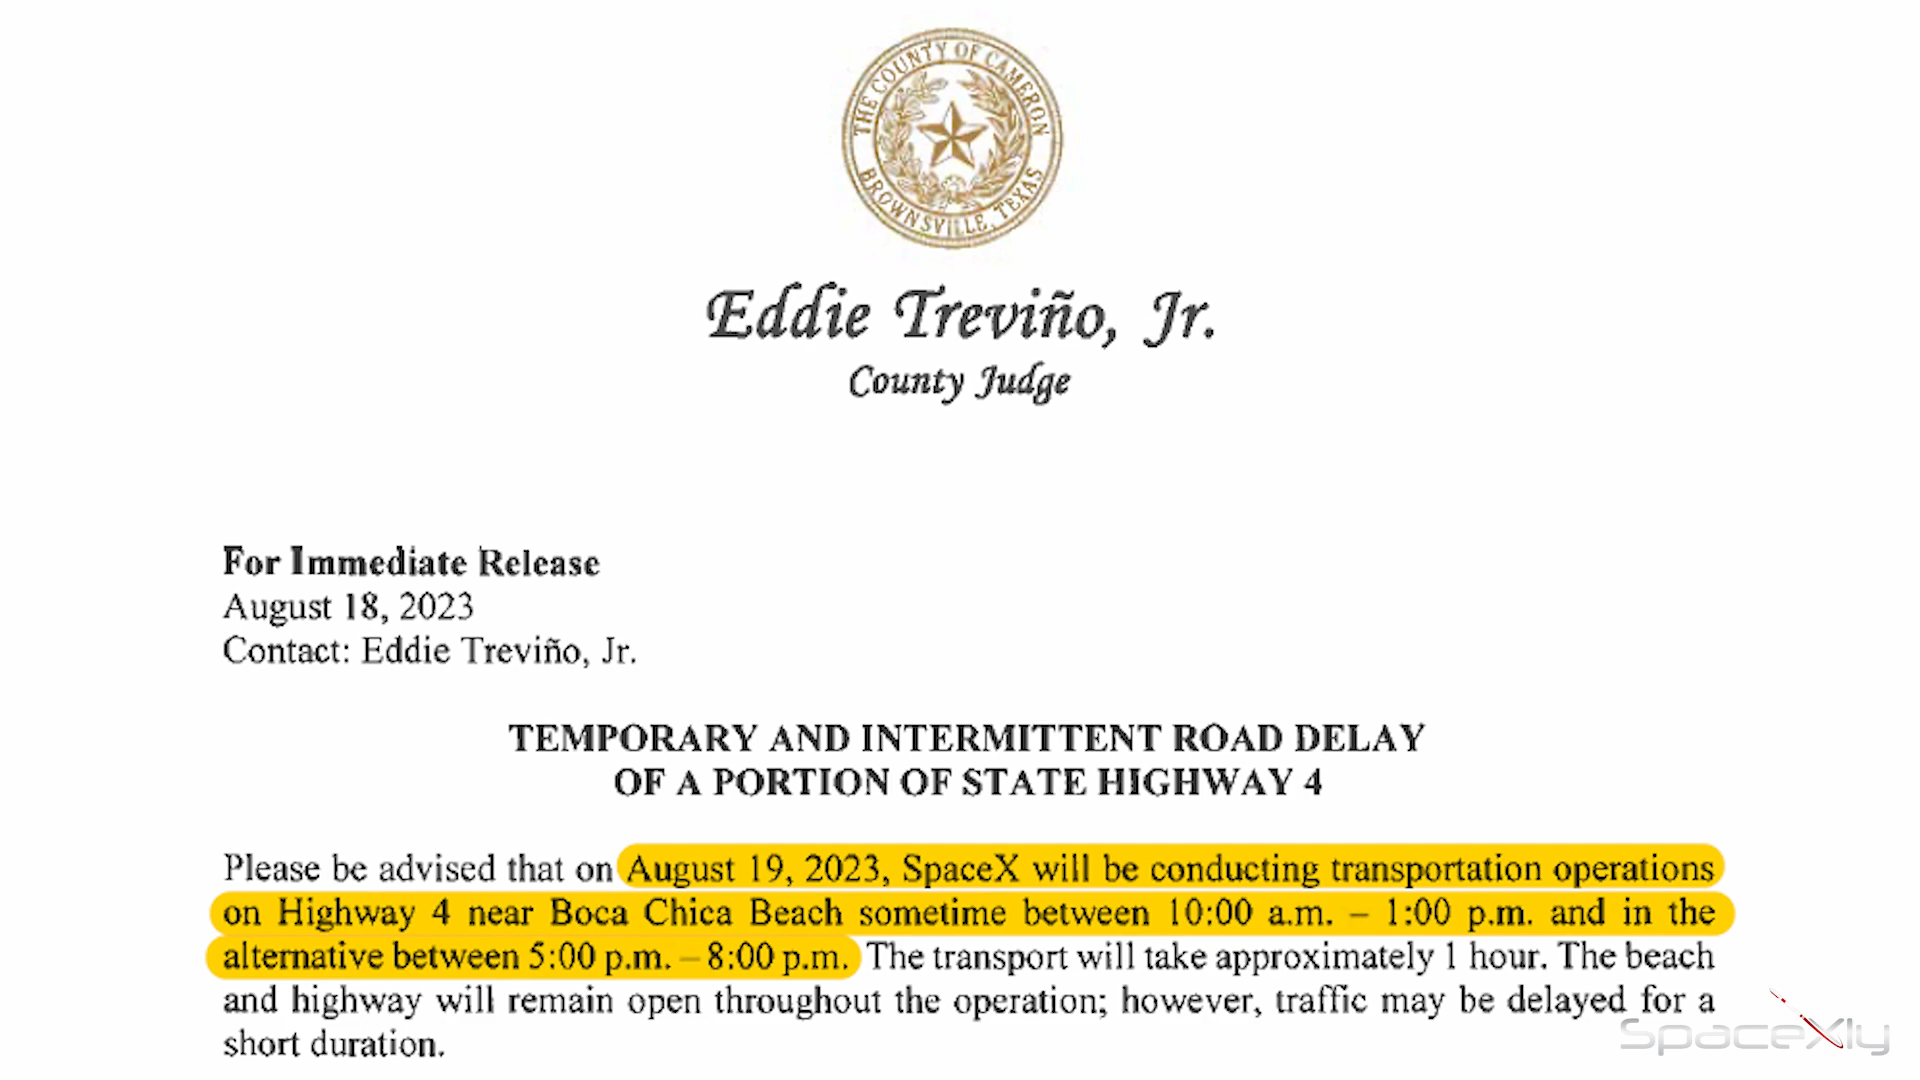 THE COUNTY OF CAMERON
BROWNSVILLE, TEXAS
Eddie Treviño, Jr.
County Judge
For Immediate Release
August 18, 2023
Contact: Eddie Treviño, Jr.
TEMPORARY AND INTERMITTENT ROAD DELAY
OF A PORTION OF STATE HIGHWAY 4
Please be advised that on August 19, 2023, SpaceX will be conducting transportation operations
on Highway 4 near Boca Chica Beach sometime between 10:00 a.m. – 1:00 p.m. and in the
alternative between 5:00 p.m. – 8:00 p.m. The transport will take approximately 1 hour. The beach
and highway will remain open throughout the operation; however, traffic may be delayed for a
short duration.
SpaceXly